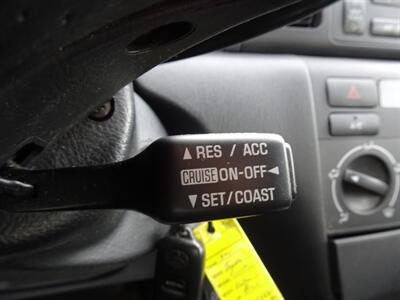 ▲ RES / ACC
CRUISE ON-OFF ◄
▼ SET/COAST